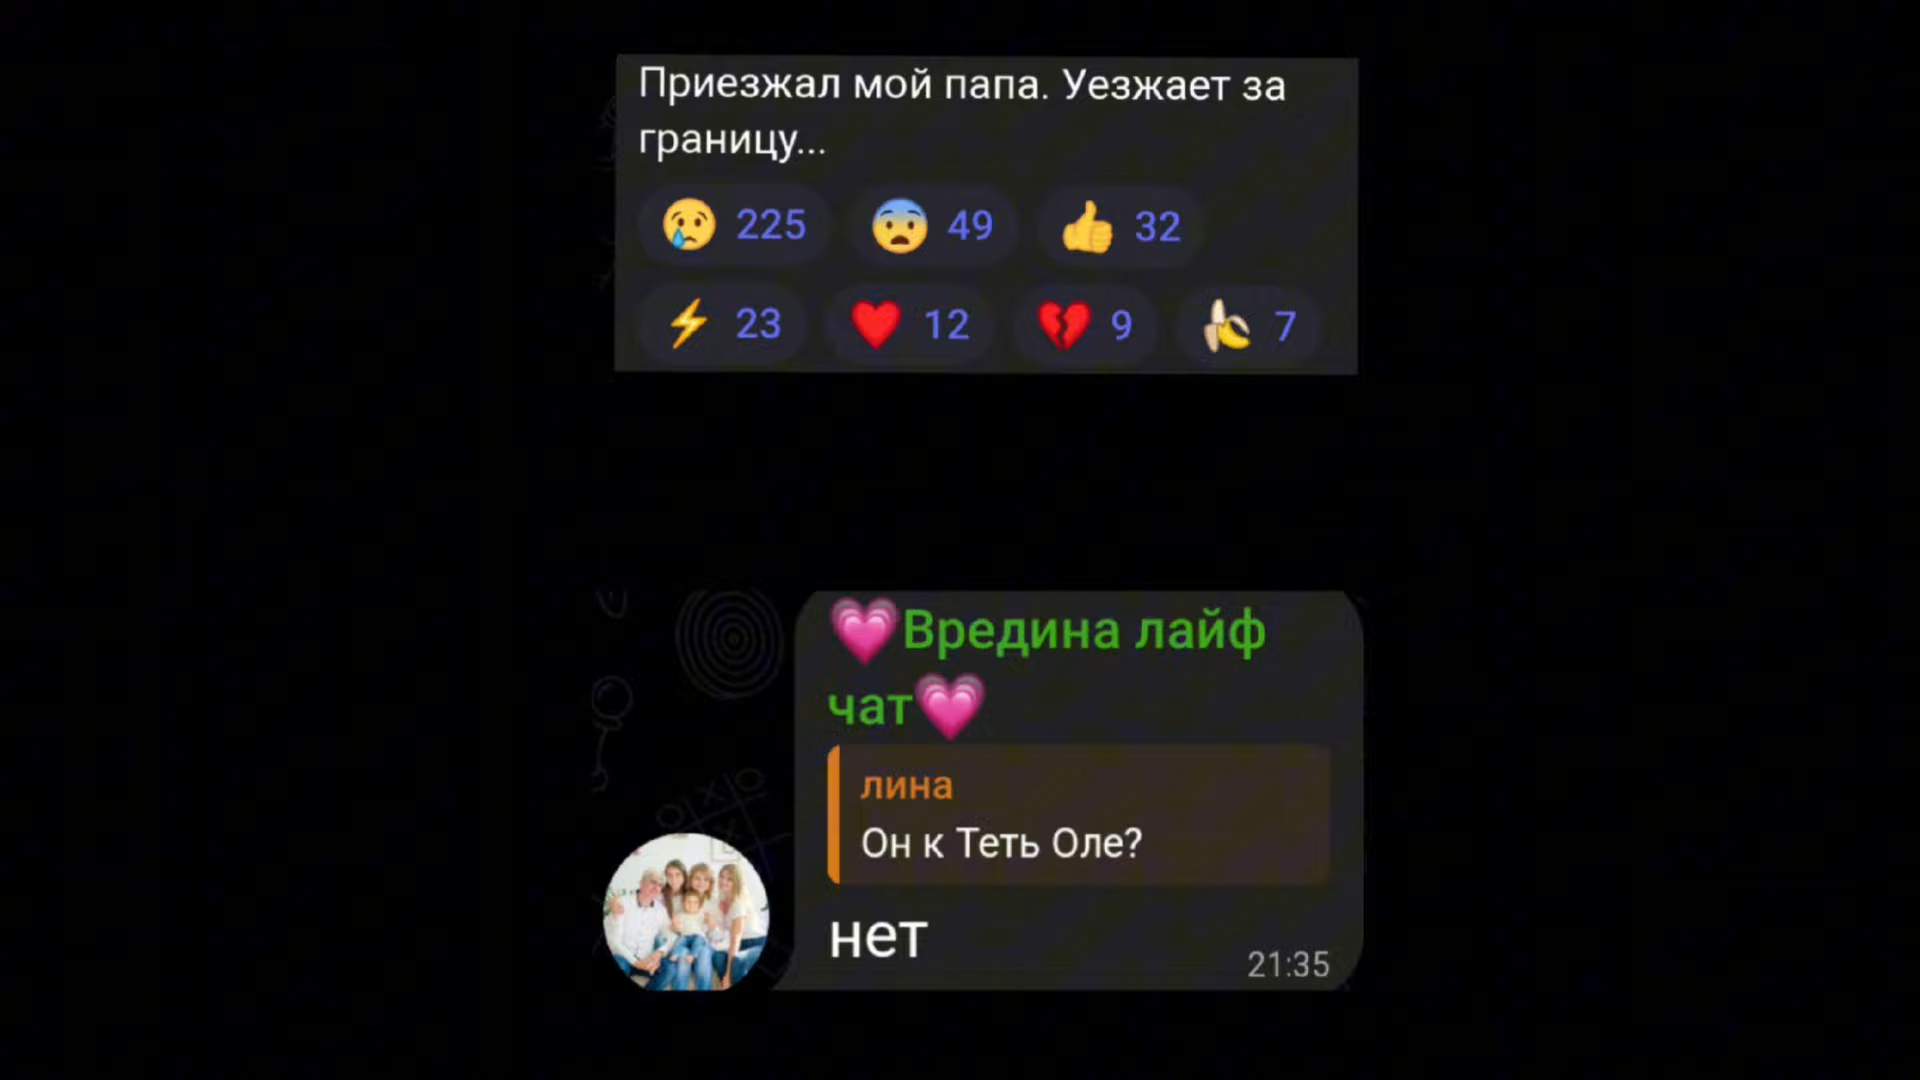 Приезжал мой папа. Уезжает за
границу...
😢 225 😨 49 👍 32
⚡ 23 ❤️ 12 💔 9 🍌 7
💗Вредина лайф
чат💗
лина
Он к Теть Оле?
нет
21:35